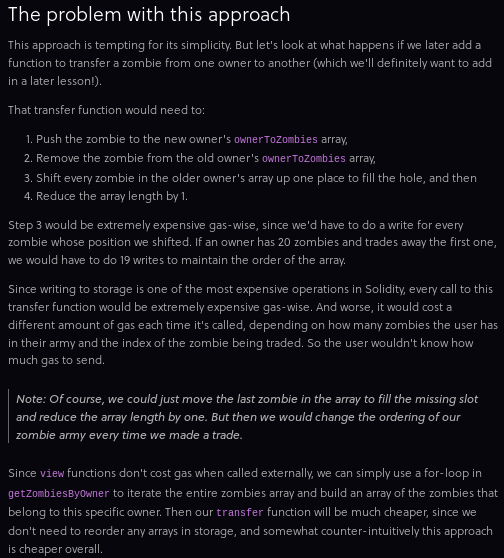 The problem with this approach
This approach is tempting for its simplicity. But let's look at what happens if we later add a
function to transfer a zombie from one owner to another (which we'll definitely want to add
in a later lesson!).
That transfer function would need to:
1. Push the zombie to the new owner's ownerToZombies array,
2. Remove the zombie from the old owner's ownerToZombies array,
3. Shift every zombie in the older owner's array up one place to fill the hole, and then
4. Reduce the array length by 1.
Step 3 would be extremely expensive gas-wise, since we'd have to do a write for every
zombie whose position we shifted. If an owner has 20 zombies and trades away the first one,
we would have to do 19 writes to maintain the order of the array.
Since writing to storage is one of the most expensive operations in Solidity, every call to this
transfer function would be extremely expensive gas-wise. And worse, it would cost a
different amount of gas each time it's called, depending on how many zombies the user has
in their army and the index of the zombie being traded. So the user wouldn't know how
much gas to send.
Note: Of course, we could just move the last zombie in the array to fill the missing slot
and reduce the array length by one. But then we would change the ordering of our
zombie army every time we made a trade.
Since view functions don't cost gas when called externally, we can simply use a for-loop in
getZombiesByOwner to iterate the entire zombies array and build an array of the zombies that
belong to this specific owner. Then our transfer function will be much cheaper, since we
don't need to reorder any arrays in storage, and somewhat counter-intuitively this approach
is cheaper overall.